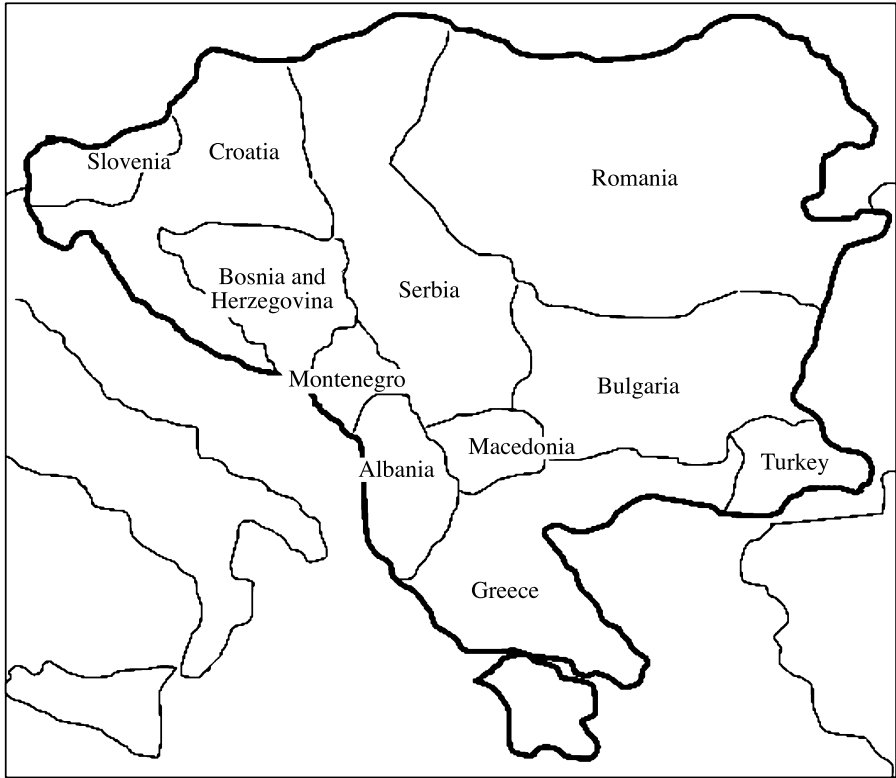 Slovenia
Croatia
Romania
Bosnia and
Herzegovina
Serbia
Montenegro
Bulgaria
Macedonia
Albania
Turkey
Greece